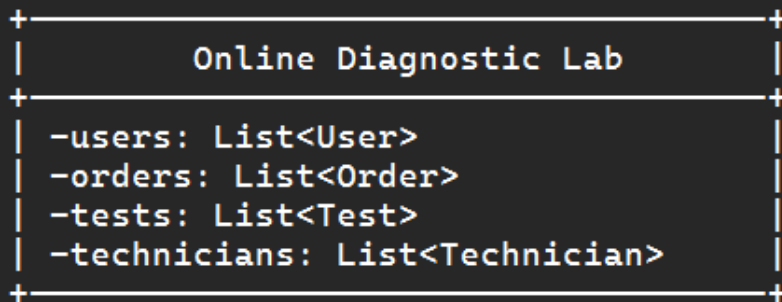 Online Diagnostic Lab
-users: List<User>
-orders: List<Order>
-tests: List<Test>
-technicians: List<Technician>